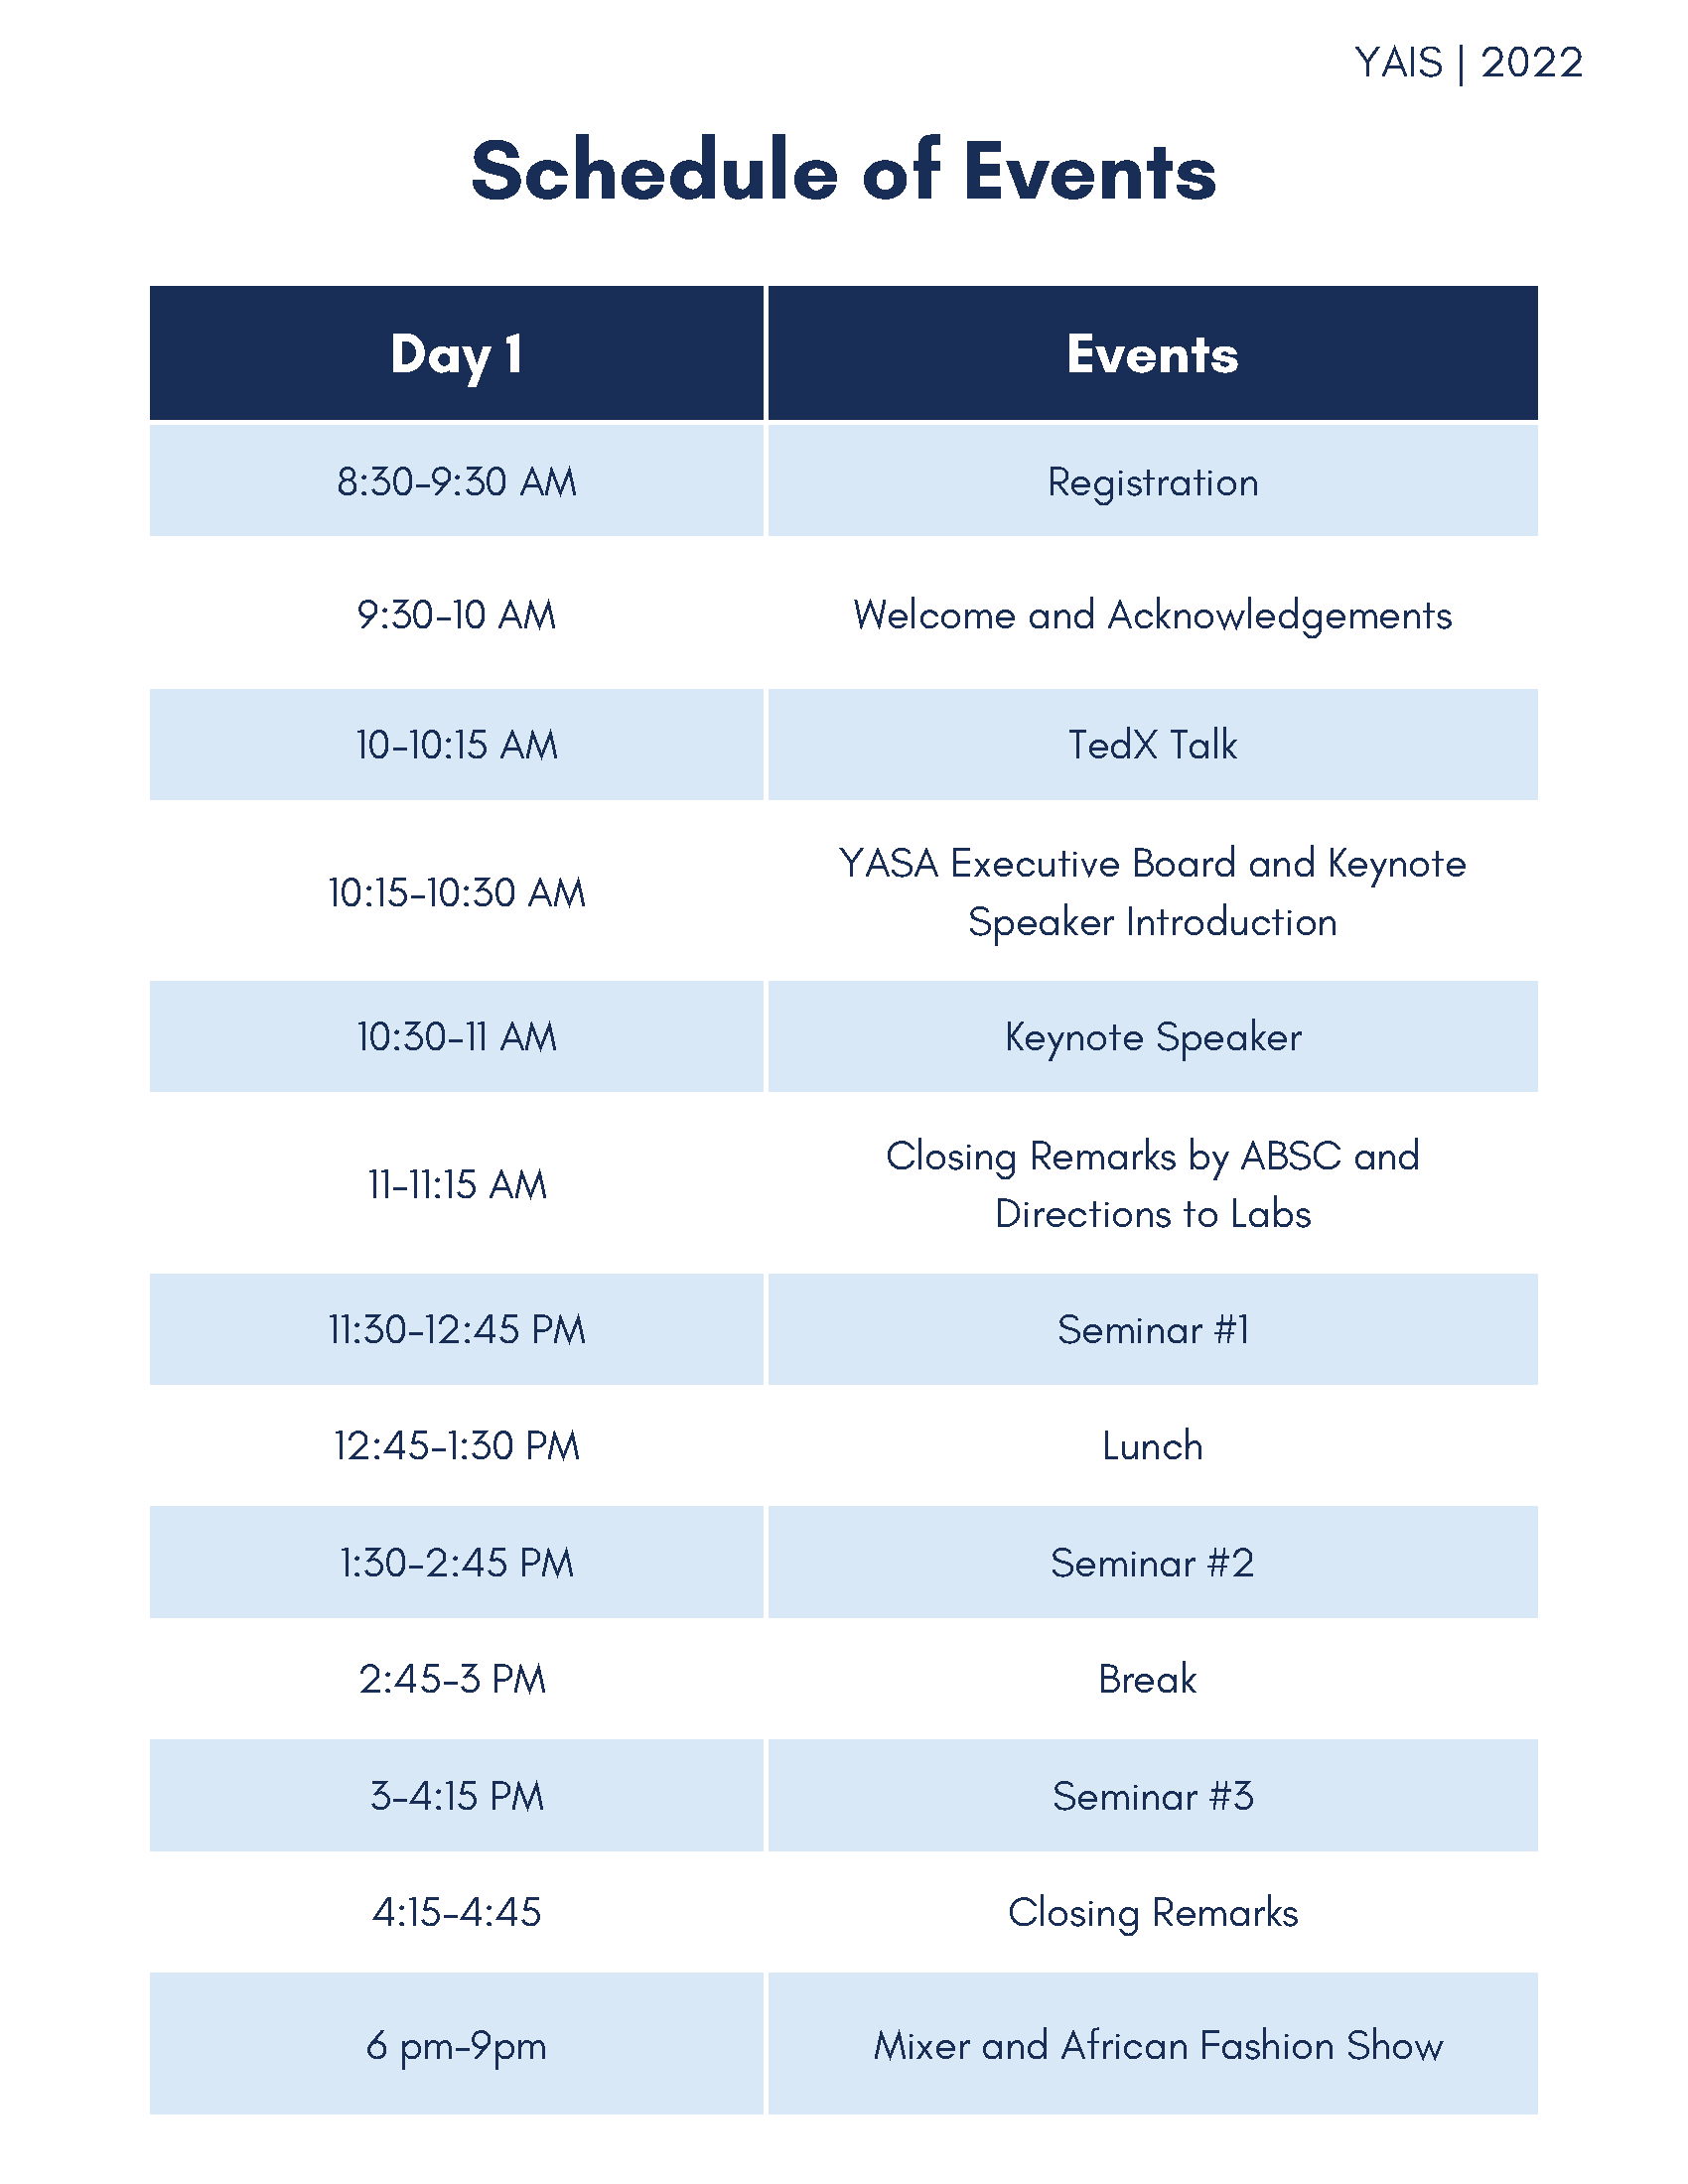 YAIS | 2022
Schedule of Events
Day 1 Events
8:30-9:30 AM Registration
9:30-10 AM Welcome and Acknowledgements
10-10:15 AM TedX Talk
10:15-10:30 AM YASA Executive Board and Keynote
Speaker Introduction
10:30-11 AM Keynote Speaker
11-11:15 AM Closing Remarks by ABSC and
Directions to Labs
11:30-12:45 PM Seminar #1
12:45-1:30 PM Lunch
1:30-2:45 PM Seminar #2
2:45-3 PM Break
3-4:15 PM Seminar #3
4:15-4:45 Closing Remarks
6 pm-9pm Mixer and African Fashion Show